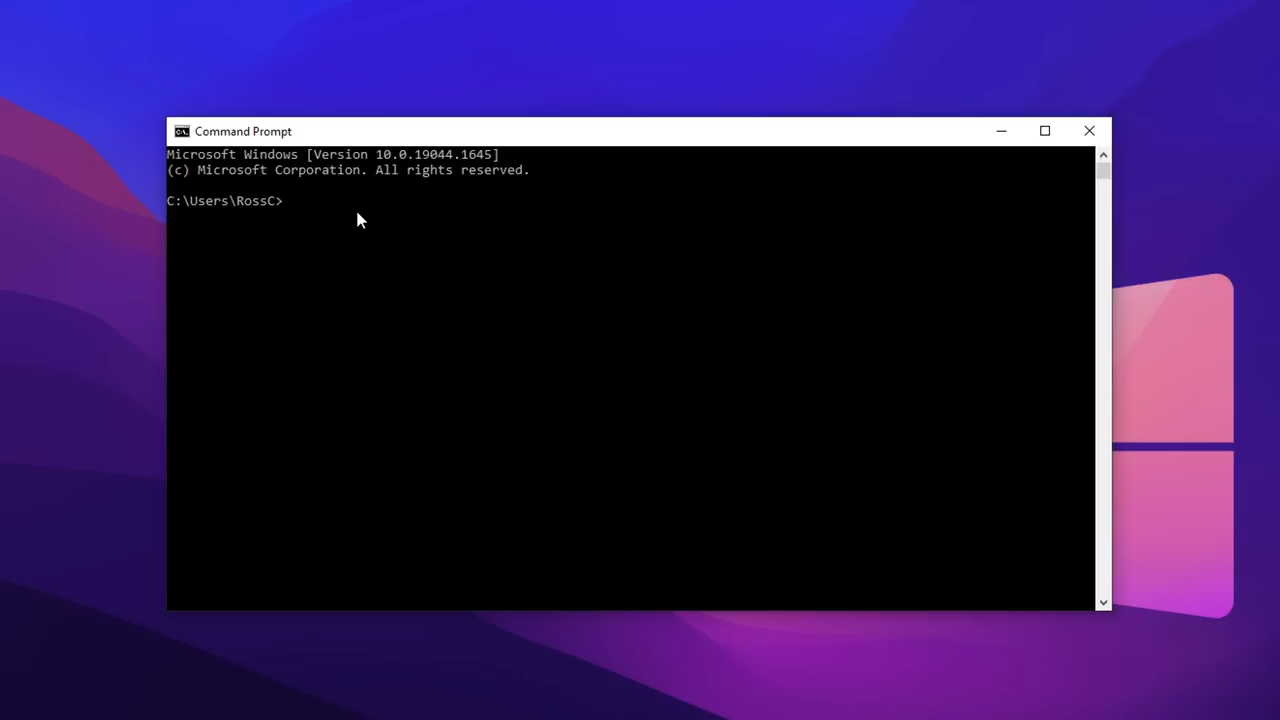 Command Prompt
Microsoft Windows [Version 10.0.19044.1645]
(c) Microsoft Corporation. All rights reserved.
C:\Users\RossC>